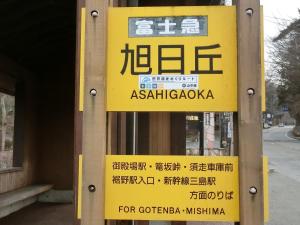 富士急
旭日丘
ASAHIGAOKA
御殿場駅・篭坂峠・須走車庫前
裾野駅入口・新幹線三島駅
方面のりば
FOR GOTENBA・MISHIMA